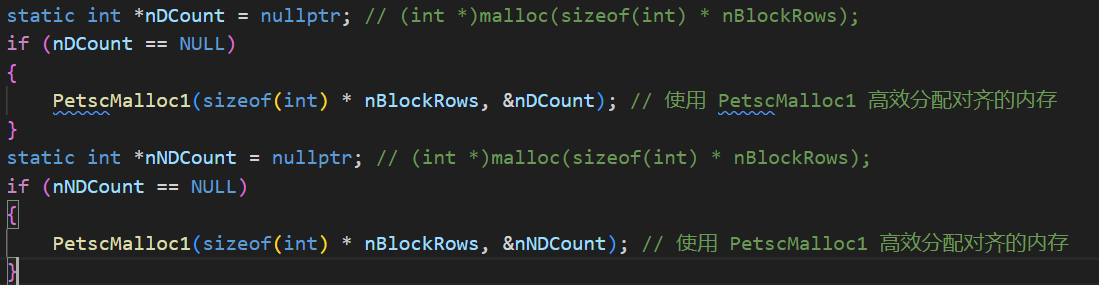 static int *nDCount = nullptr; // (int *)malloc(sizeof(int) * nBlockRows);
if (nDCount == NULL)
{
    PetscMalloc1(sizeof(int) * nBlockRows, &nDCount); // 使用 PetscMalloc1 高效分配对齐的内存
}
static int *nNDCount = nullptr; // (int *)malloc(sizeof(int) * nBlockRows);
if (nNDCount == NULL)
{
    PetscMalloc1(sizeof(int) * nBlockRows, &nNDCount); // 使用 PetscMalloc1 高效分配对齐的内存
}